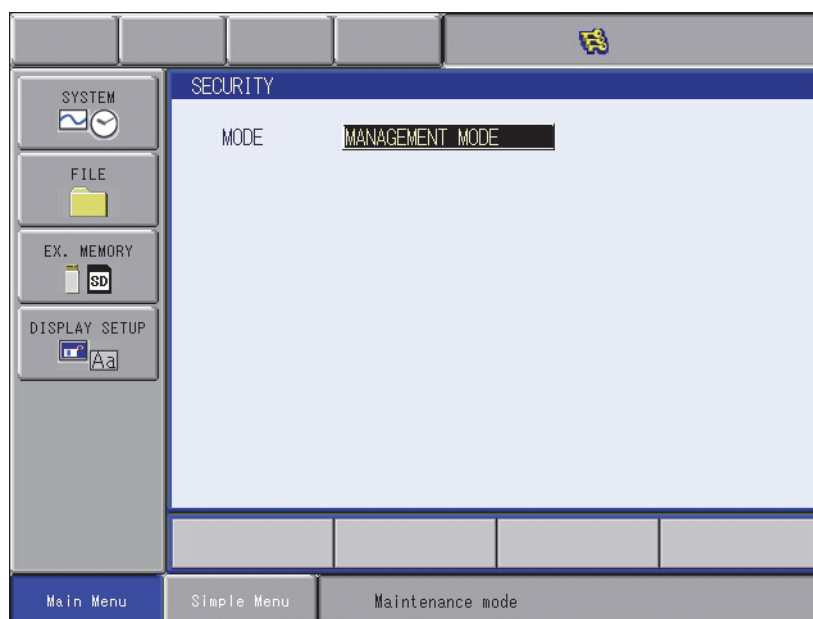 SECURITY
MODE MANAGEMENT MODE
SYSTEM
FILE
EX. MEMORY
SD
DISPLAY SETUP
Aa
Main Menu
Simple Menu
Maintenance mode